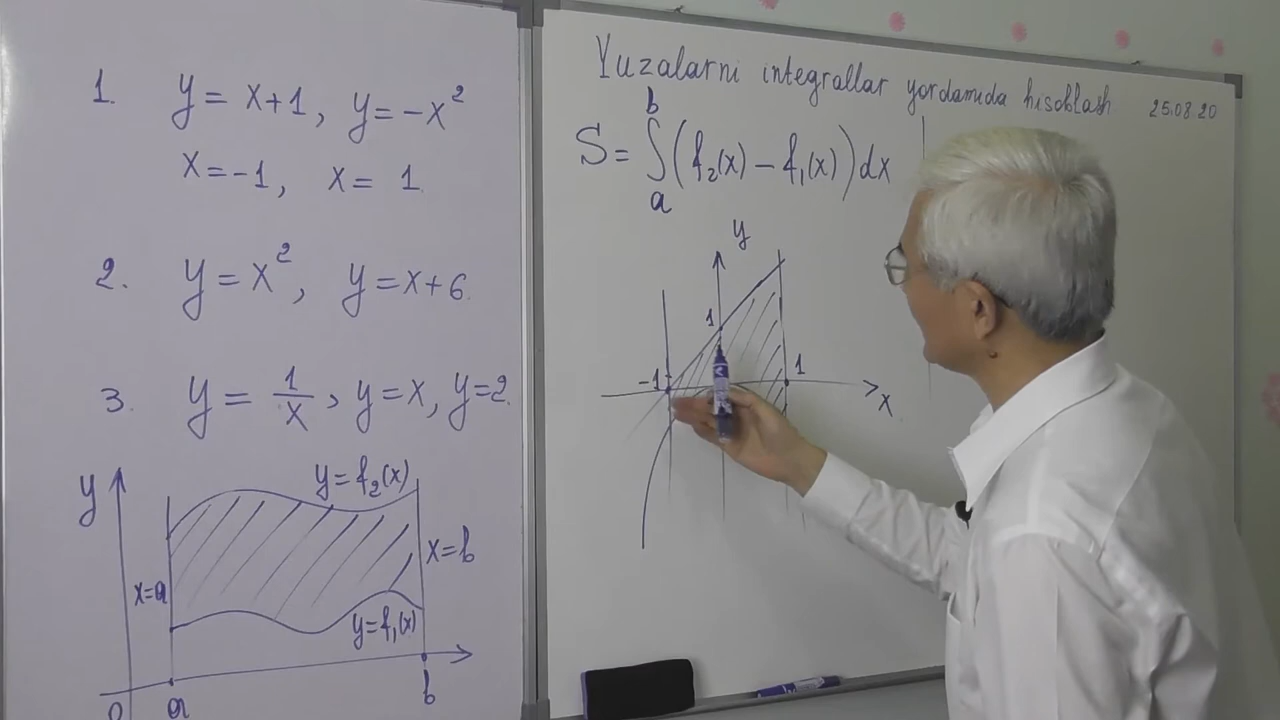 1. y = x+1, y = -x²
x = -1, x = 1
2. y = x², y = x+6
3. y = 1/x, y = x, y = 2
y
y = f₂(x)
x=a
x=b
y=f₁(x)
0 a b
Yuzalarni integrallar yordamida hisoblash. 25.08.20
S = ∫ₐᵇ (f₂(x) - f₁(x)) dx
y
1
-1 1
x